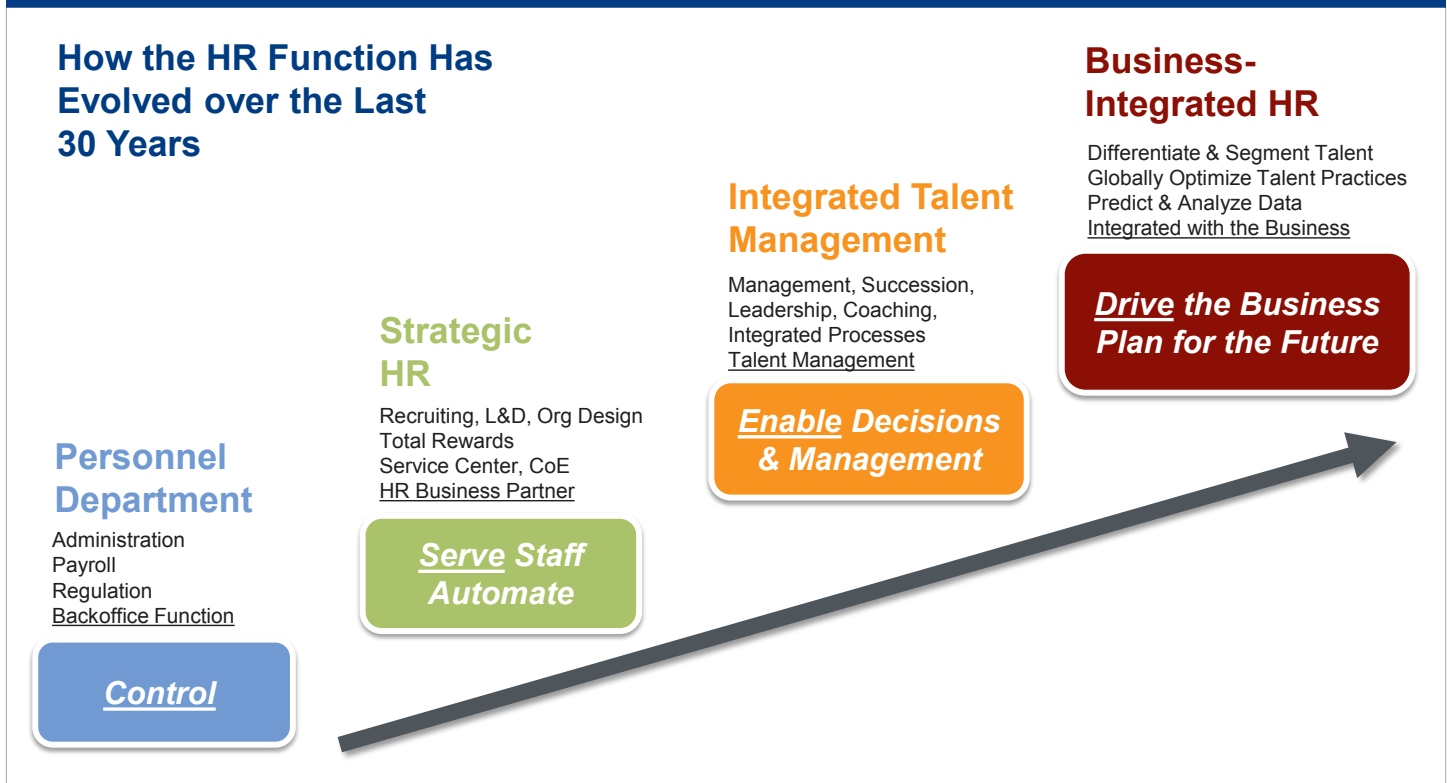 How the HR Function Has
Evolved over the Last
30 Years
Personnel
Department
Administration
Payroll
Regulation
Backoffice Function
Control
Strategic
HR
Recruiting, L&D, Org Design
Total Rewards
Service Center, CoE
HR Business Partner
Serve Staff
Automate
Integrated Talent
Management
Management, Succession,
Leadership, Coaching,
Integrated Processes
Talent Management
Enable Decisions
& Management
Business-
Integrated HR
Differentiate & Segment Talent
Globally Optimize Talent Practices
Predict & Analyze Data
Integrated with the Business
Drive the Business
Plan for the Future